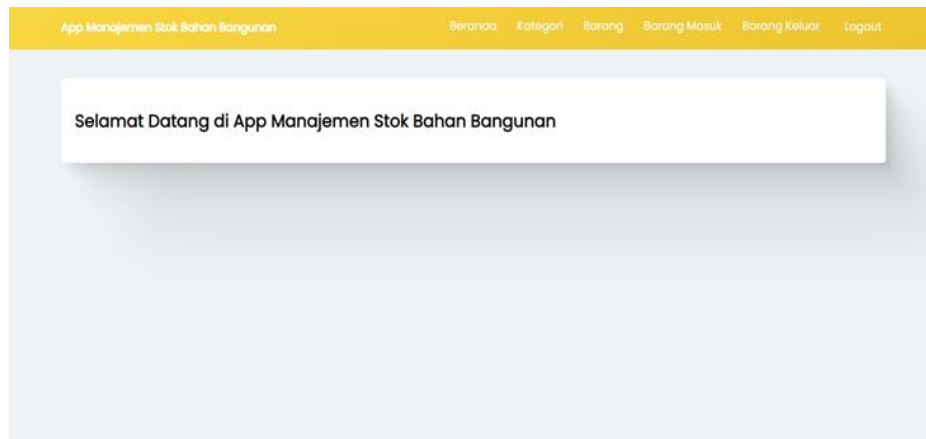 App Manajemen Stok Bahan Bangunan Beranda Kategori Barang Barang Masuk Barang Keluar Logout
Selamat Datang di App Manajemen Stok Bahan Bangunan